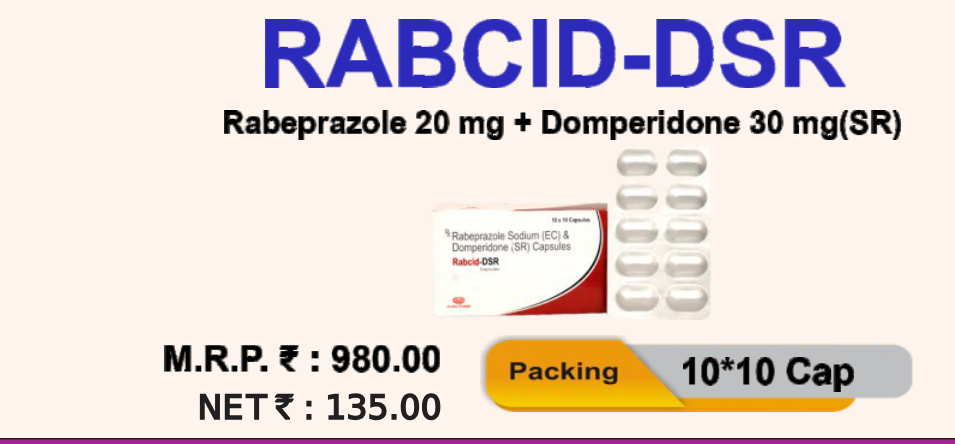 RABCID-DSR
Rabeprazole 20 mg + Domperidone 30 mg(SR)
10 x 10 Capsules
Rx Rabeprazole Sodium (EC) &
Domperidone (SR) Capsules
Rabcid-DSR
Capsules
M.R.P. ₹ : 980.00
Packing
10*10 Cap
NET ₹ : 135.00